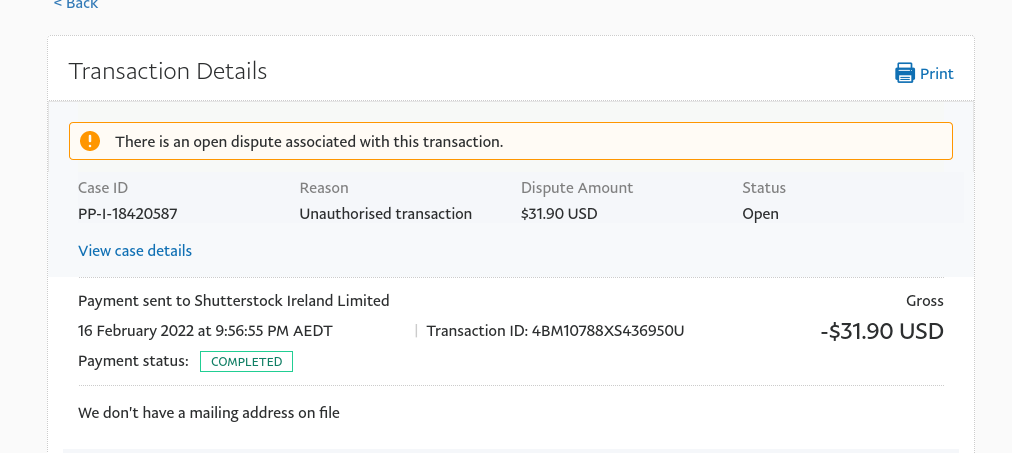 < Back
Transaction Details
Print
There is an open dispute associated with this transaction.
Case ID Reason Dispute Amount Status
PP-I-18420587 Unauthorised transaction $31.90 USD Open
View case details
Payment sent to Shutterstock Ireland Limited Gross
16 February 2022 at 9:56:55 PM AEDT | Transaction ID: 4BM10788XS436950U -$31.90 USD
Payment status: COMPLETED
We don't have a mailing address on file